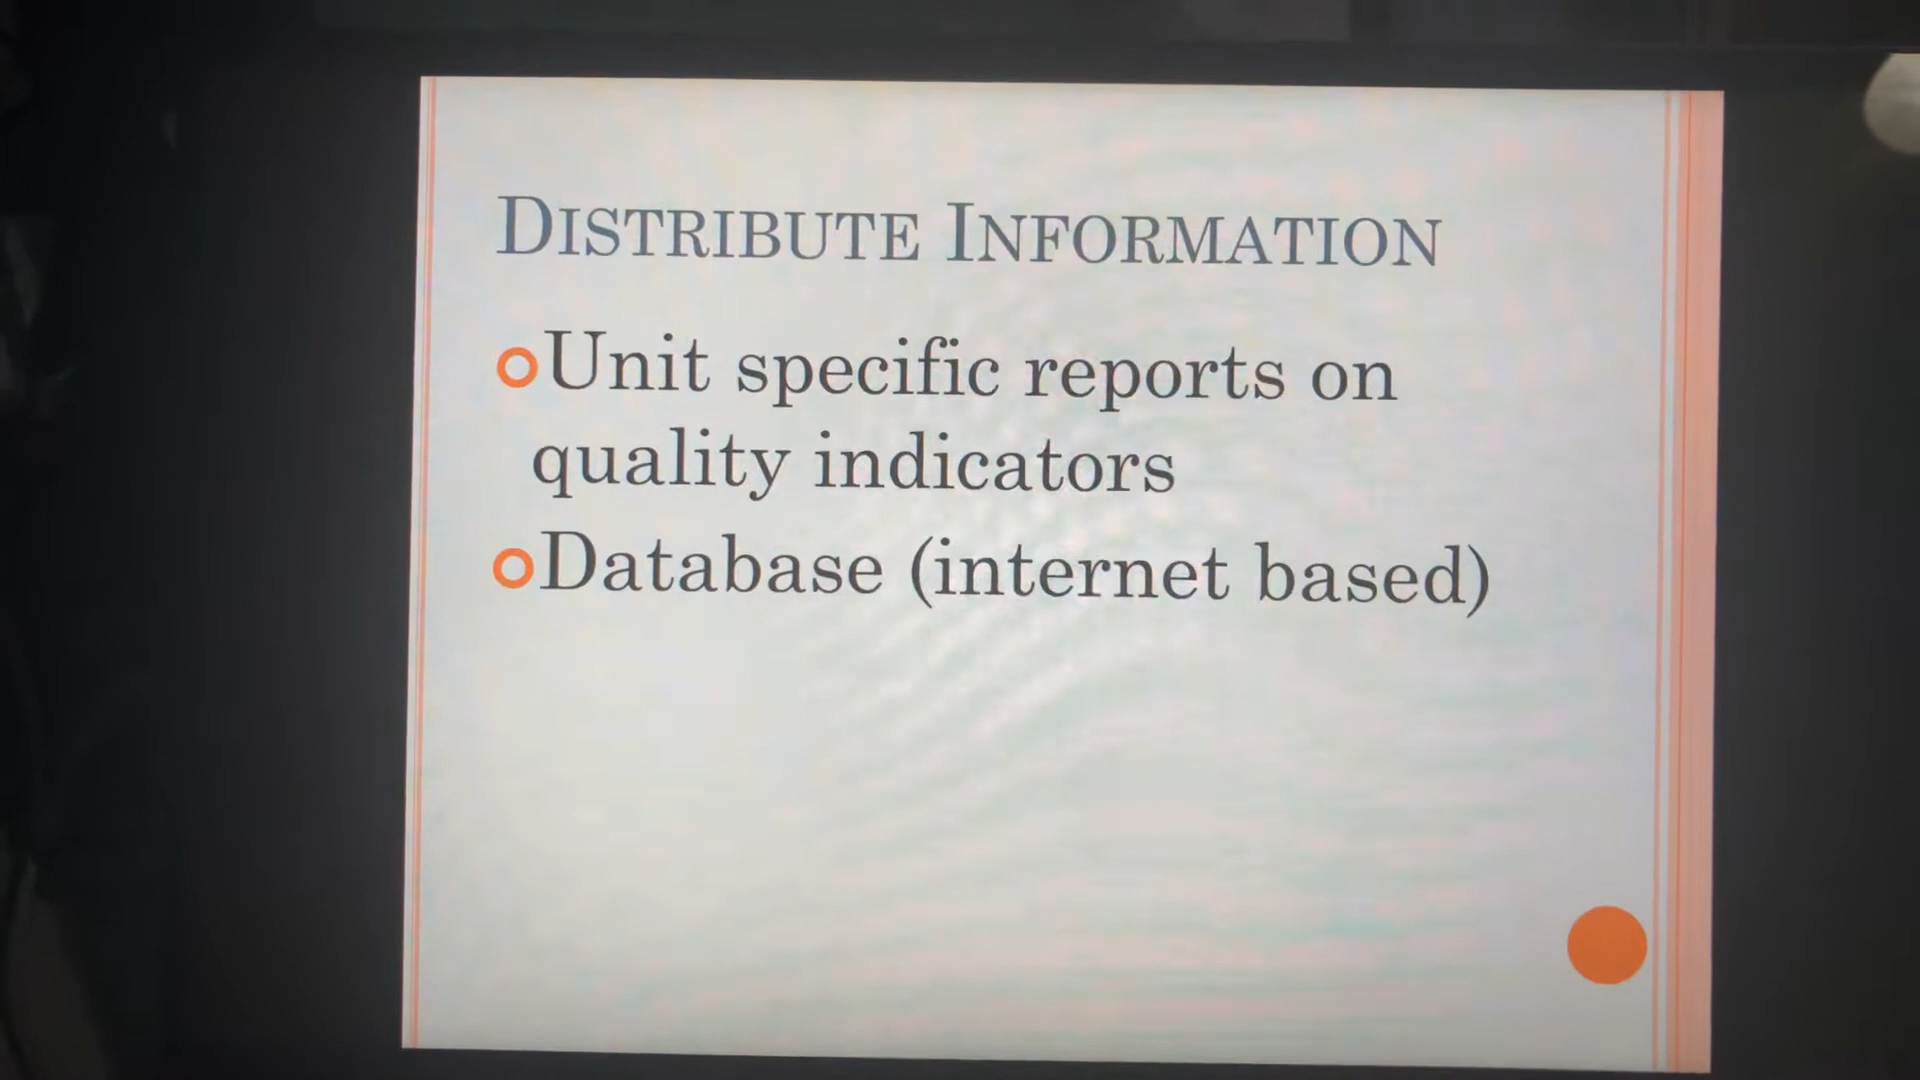 DISTRIBUTE INFORMATION
Unit specific reports on
quality indicators
Database (internet based)